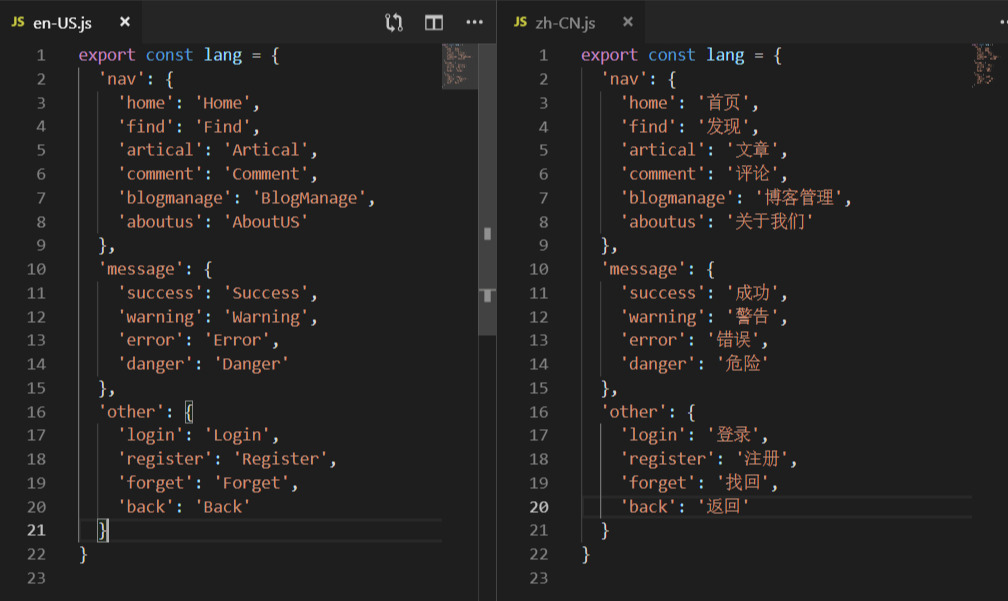 JS en-US.js
1 export const lang = {
2 'nav': {
3 'home': 'Home',
4 'find': 'Find',
5 'artical': 'Artical',
6 'comment': 'Comment',
7 'blogmanage': 'BlogManage',
8 'aboutus': 'AboutUS'
9 },
10 'message': {
11 'success': 'Success',
12 'warning': 'Warning',
13 'error': 'Error',
14 'danger': 'Danger'
15 },
16 'other': {
17 'login': 'Login',
18 'register': 'Register',
19 'forget': 'Forget',
20 'back': 'Back'
21 }
22 }
23
JS zh-CN.js
1 export const lang = {
2 'nav': {
3 'home': '首页',
4 'find': '发现',
5 'artical': '文章',
6 'comment': '评论',
7 'blogmanage': '博客管理',
8 'aboutus': '关于我们'
9 },
10 'message': {
11 'success': '成功',
12 'warning': '警告',
13 'error': '错误',
14 'danger': '危险'
15 },
16 'other': {
17 'login': '登录',
18 'register': '注册',
19 'forget': '找回',
20 'back': '返回'
21 }
22 }
23